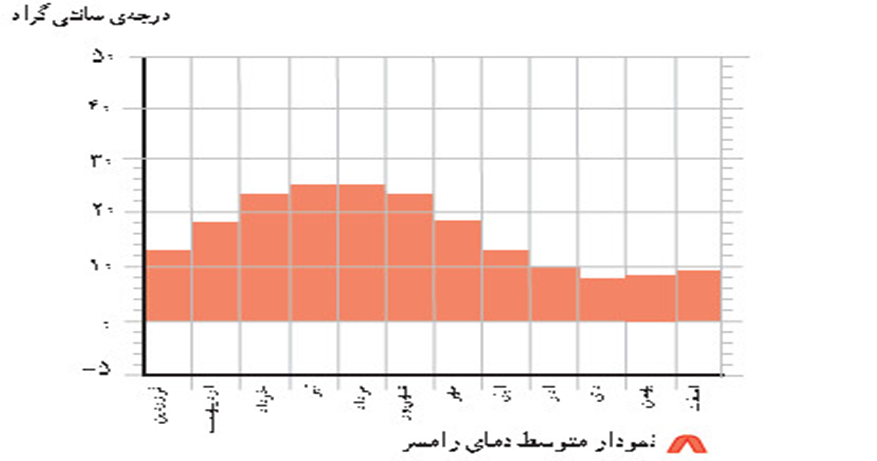 درجه‌ی سانتی‌گراد
۵۰
۴۰
۳۰
۲۰
۱۰
۰
−۵
فروردین
اردیبهشت
خرداد
تیر
مرداد
شهریور
مهر
آبان
آذر
دی
بهمن
اسفند
نمودار متوسط دمای رامسر